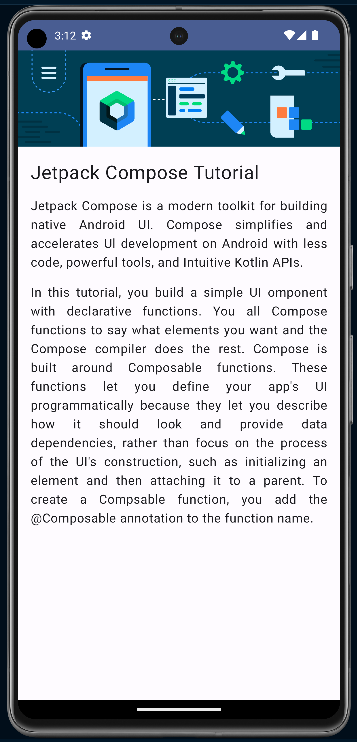 3:12
Jetpack Compose Tutorial
Jetpack Compose is a modern toolkit for building
native Android UI. Compose simplifies and
accelerates UI development on Android with less
code, powerful tools, and Intuitive Kotlin APIs.
In this tutorial, you build a simple UI omponent
with declarative functions. You all Compose
functions to say what elements you want and the
Compose compiler does the rest. Compose is
built around Composable functions. These
functions let you define your app's UI
programmatically because they let you describe
how it should look and provide data
dependencies, rather than focus on the process
of the UI's construction, such as initializing an
element and then attaching it to a parent. To
create a Compsable function, you add the
@Composable annotation to the function name.